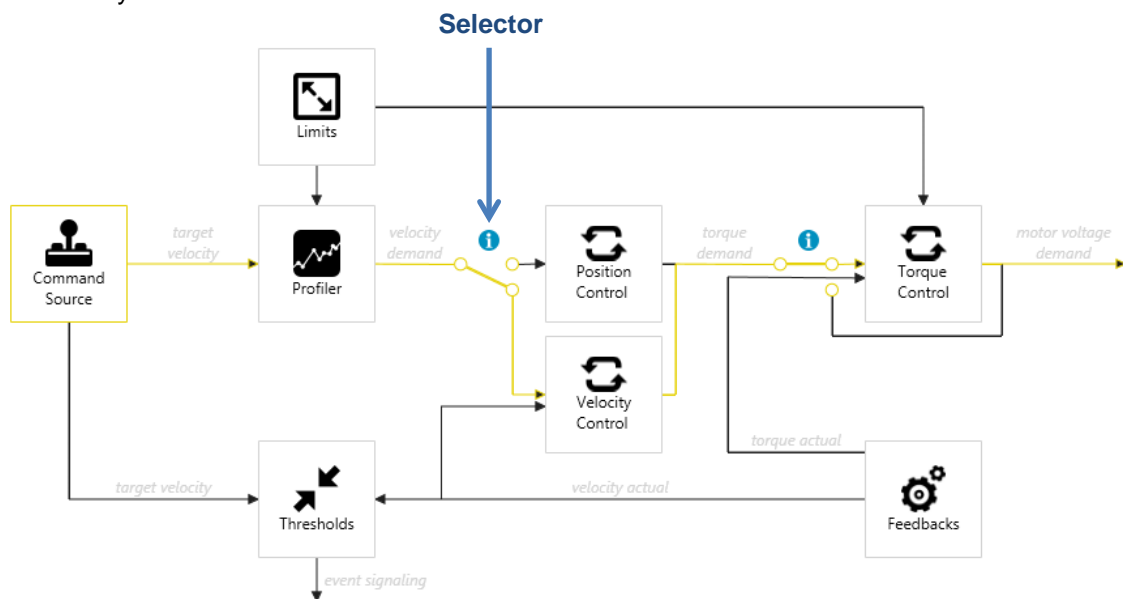 Selector
Limits
target
velocity
velocity
demand
torque
demand
motor voltage
demand
Command
Source
Profiler
i
Position
Control
i
Torque
Control
Velocity
Control
torque actual
target velocity
velocity actual
Thresholds
Feedbacks
event signaling